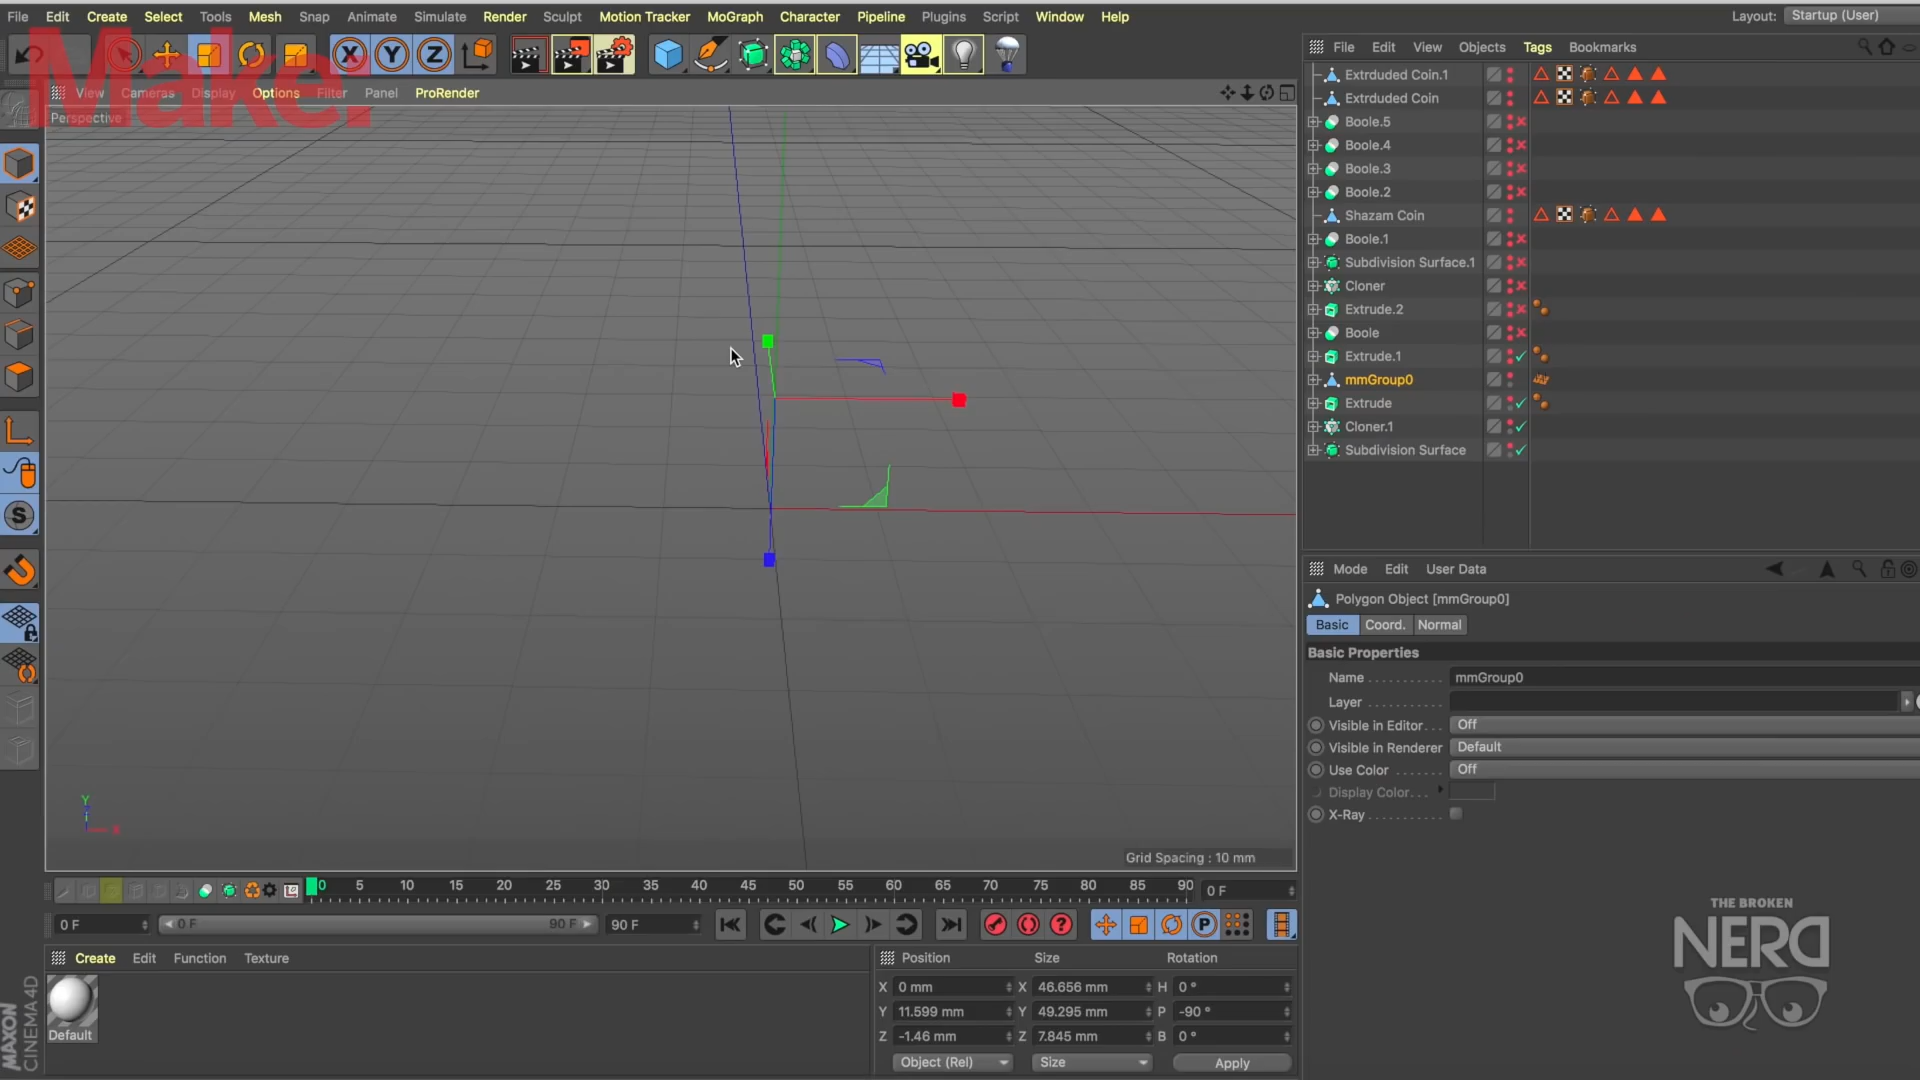 File Edit Create Select Tools Mesh Snap Animate Simulate Render Sculpt Motion Tracker MoGraph Character Pipeline Plugins Script Window Help Layout: Startup (User)
X Y Z
Make:
View Cameras Display Options Filter Panel ProRender
Perspective
File Edit View Objects Tags Bookmarks
Extrduded Coin.1
Extrduded Coin
Boole.5
Boole.4
Boole.3
Boole.2
Shazam Coin
Boole.1
Subdivision Surface.1
Cloner
Extrude.2
Boole
Extrude.1
mmGroup0
Extrude
Cloner.1
Subdivision Surface
S
Mode Edit User Data
Polygon Object [mmGroup0]
Basic Coord. Normal
Basic Properties
Name mmGroup0
Layer
Visible in Editor Off
Visible in Renderer Default
Use Color Off
Display Color
X-Ray
Y
X
Grid Spacing : 10 mm
0 5 10 15 20 25 30 35 40 45 50 55 60 65 70 75 80 85 90 0 F
0 F 0 F 90 F 90 F ? P
Create Edit Function Texture
Default
MAXON
CINEMA 4D
Position Size Rotation
X 0 mm X 46.656 mm H 0 °
Y 11.599 mm Y 49.295 mm P -90 °
Z -1.46 mm Z 7.845 mm B 0 °
Object (Rel) Size Apply
THE BROKEN
NERD